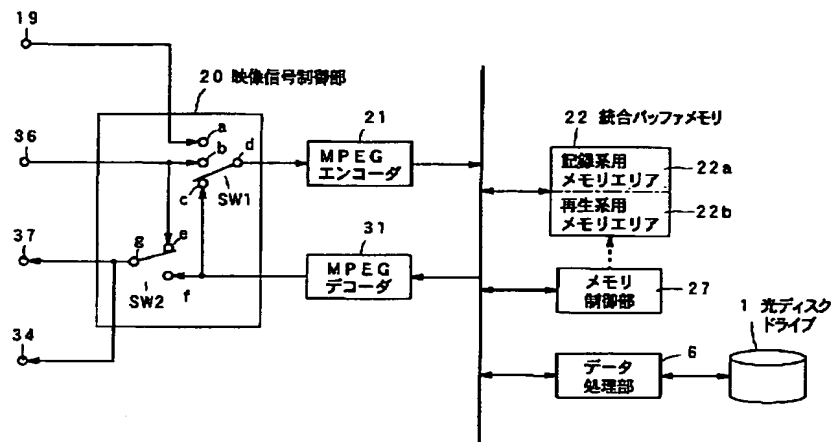 19
20 映像信号制御部
36
a
b
d
c
SW1
21
MPEG
エンコーダ
22 統合バッファメモリ
記録系用
メモリエリア
22a
再生系用
メモリエリア
22b
37
g
e
SW2
f
31
MPEG
デコーダ
メモリ
制御部
27
34
6
データ
処理部
1 光ディスク
ドライブ